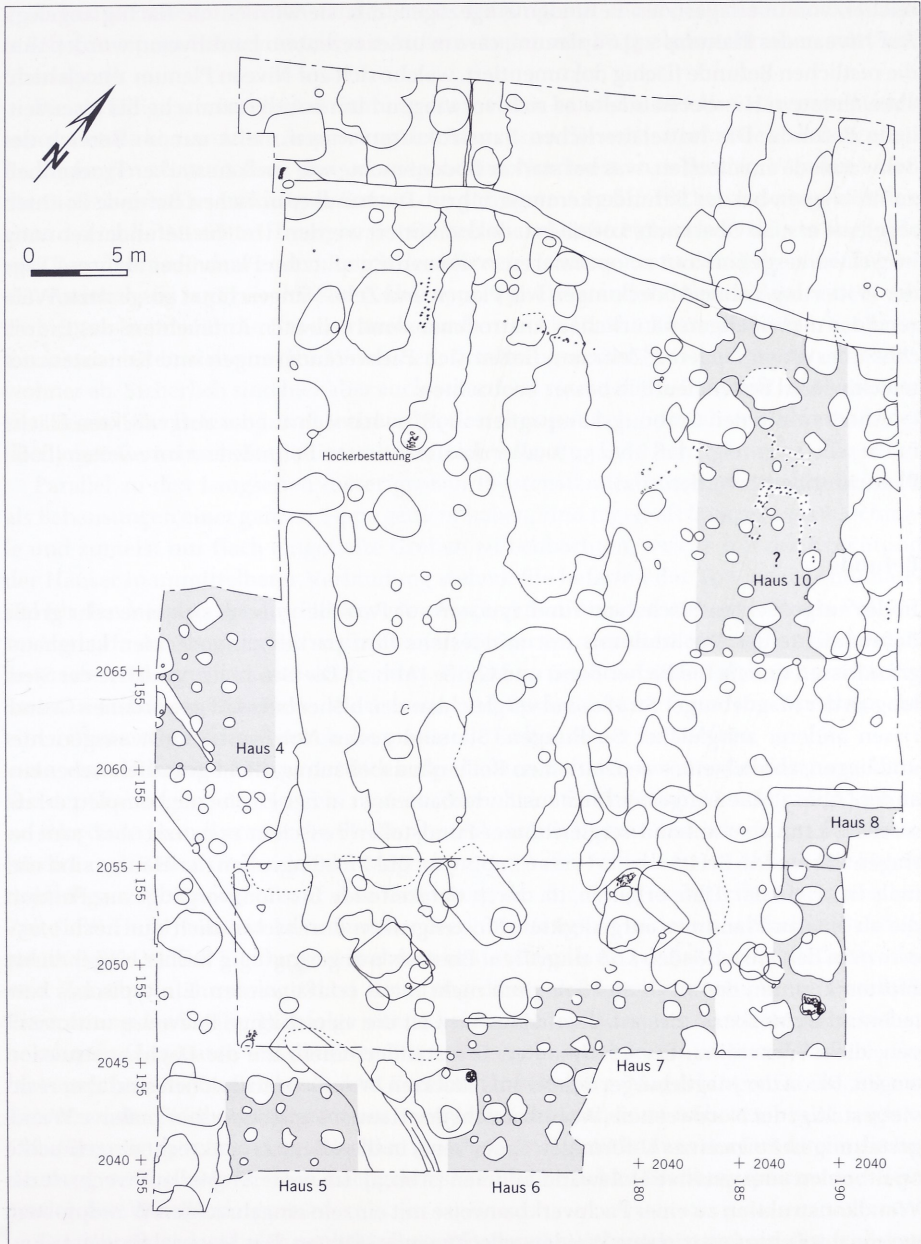 N
0 5 m
Hockerbestattung
?
Haus 10
2065 +
155
Haus 4
2060 +
155
Haus 8
2055 +
155
2050 +
155
2045 +
155
Haus 7
2040 +
155
Haus 5
Haus 6
+ 2040
180
+ 2040
185
+ 2040
190